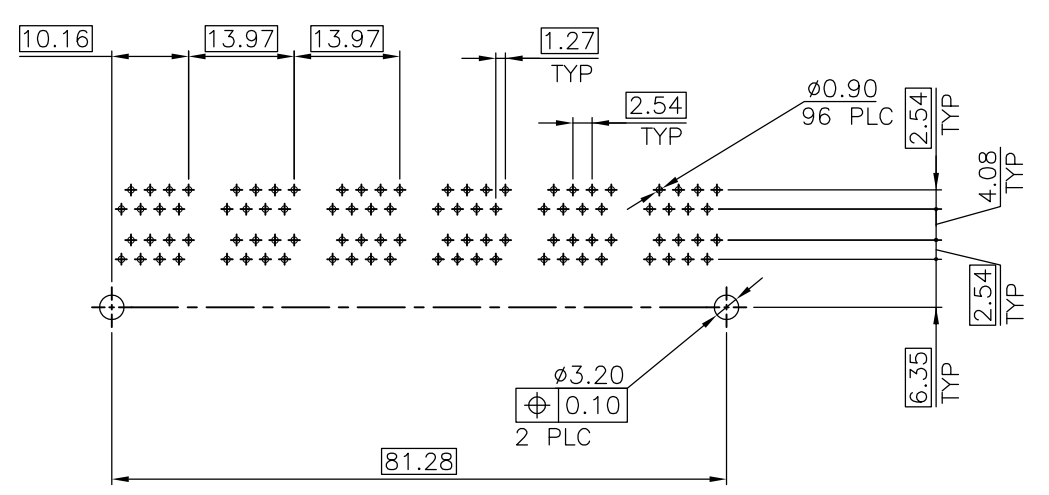 10.16
13.97
13.97
1.27
TYP
2.54
TYP
ø0.90
96 PLC
2.54
TYP
4.08
TYP
2.54
TYP
6.35
TYP
ø3.20
⌖ 0.10
2 PLC
81.28